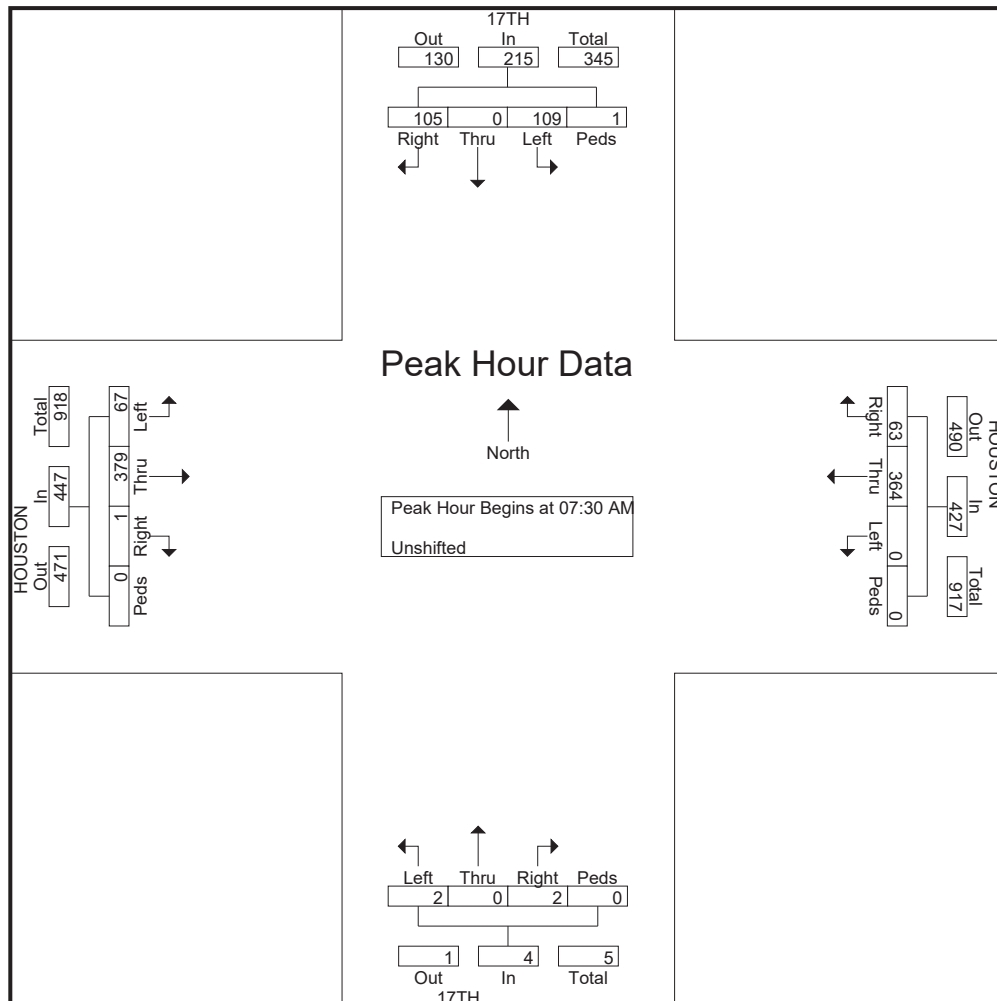 17TH
Out In Total
130 215 345
105 0 109 1
Right Thru Left Peds
Peak Hour Data
North
Peak Hour Begins at 07:30 AM
Unshifted
HOUSTON
Total In Out
918 447 471
67 379 1 0
Left Thru Right Peds
HOUSTON
Out In Total
490 427 917
63 364 0 0
Right Thru Left Peds
Left Thru Right Peds
2 0 2 0
1 4 5
Out In Total
17TH